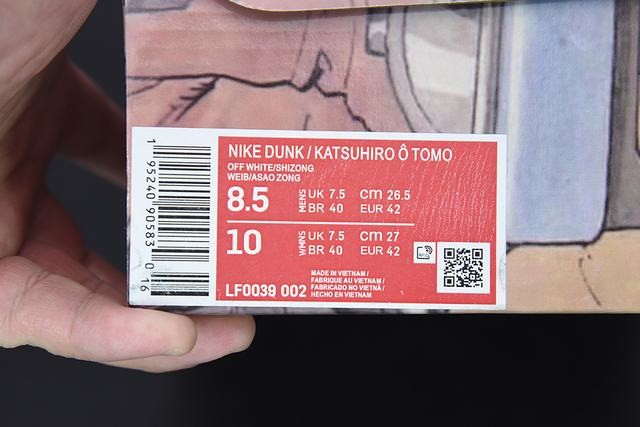 NIKE DUNK / KATSUHIRO Ô TOMO
OFF WHITE/SHIZONG
WEIB/ASAO ZONG
8.5 MENS UK 7.5 cm 26.5
BR 40 EUR 42
10 WMNS UK 7.5 cm 27
BR 40 EUR 42
MADE IN VIETNAM /
FABRIQUE AU VIETNAM /
FABRICADO NO VIETNÃ /
HECHO EN VIETNAM
LF0039 002
1 95240 90583 0 16